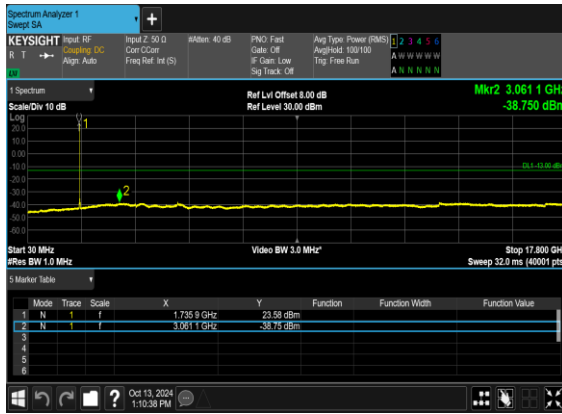 Spectrum Analyzer 1
Swept SA
+
KEYSIGHT Input: RF Input Z: 50 Ω #Atten: 40 dB PNO: Fast Avg Type: Power (RMS) 1 2 3 4 5 6
R T Coupling: DC Corr CCorr Gate: Off Avg|Hold: 100/100 A W W W W W
Align: Auto Freq Ref: Int (S) IF Gain: Low Trig: Free Run
Sig Track: Off A N N N N N
1 Spectrum Ref Lvl Offset 8.00 dB Mkr2 3.061 1 GHz
Scale/Div 10 dB Ref Level 30.00 dBm -38.750 dBm
Log
1
20.0
10.0
0.00
-10.0
DL1 -13.00 dBm
-20.0
-30.0
2
-40.0
-50.0
-60.0
Start 30 MHz Video BW 3.0 MHz* Stop 17.800 GHz
#Res BW 1.0 MHz Sweep 32.0 ms (40001 pts)
5 Marker Table
Mode Trace Scale X Y Function Function Width Function Value
1 N 1 f 1.735 9 GHz 23.58 dBm
2 N 1 f 3.061 1 GHz -38.75 dBm
3
4
5
6
? Oct 13, 2024
1:10:38 PM